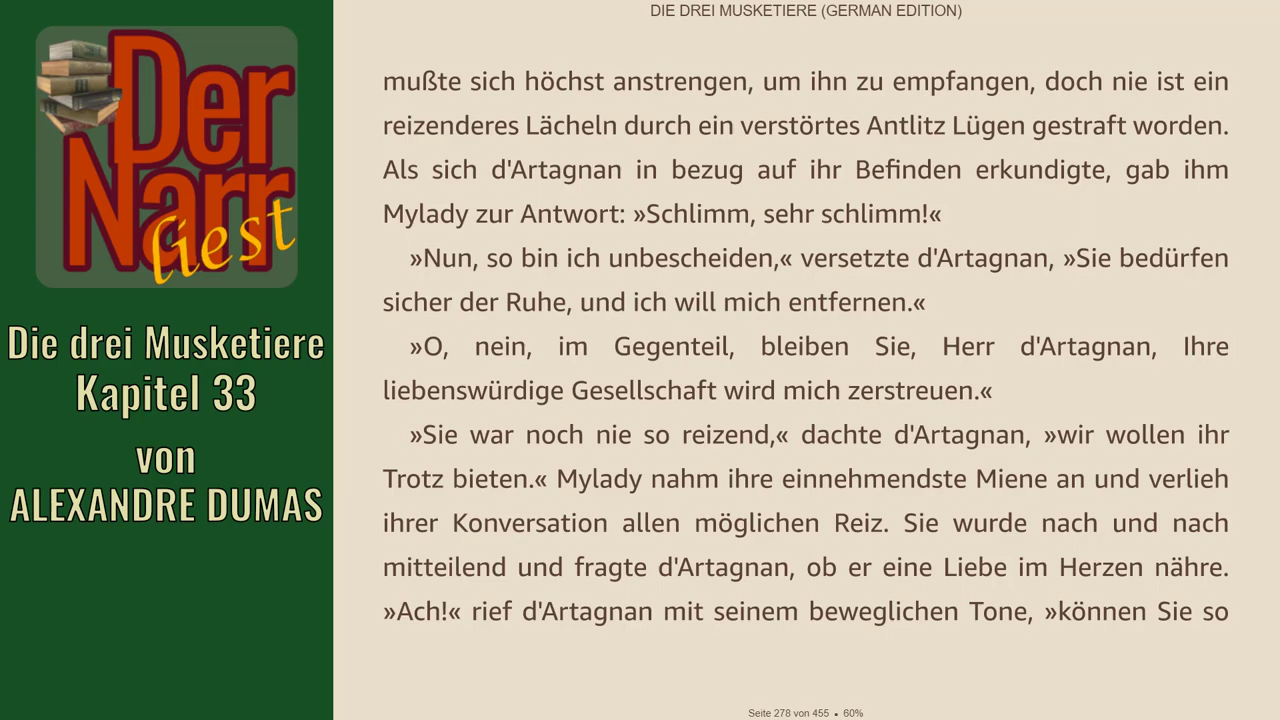 Der
Narr
liest
Die drei Musketiere
Kapitel 33
von
ALEXANDRE DUMAS
DIE DREI MUSKETIERE (GERMAN EDITION)
mußte sich höchst anstrengen, um ihn zu empfangen, doch nie ist ein
reizenderes Lächeln durch ein verstörtes Antlitz Lügen gestraft worden.
Als sich d'Artagnan in bezug auf ihr Befinden erkundigte, gab ihm
Mylady zur Antwort: »Schlimm, sehr schlimm!«
»Nun, so bin ich unbescheiden,« versetzte d'Artagnan, »Sie bedürfen
sicher der Ruhe, und ich will mich entfernen.«
»O, nein, im Gegenteil, bleiben Sie, Herr d'Artagnan, Ihre
liebenswürdige Gesellschaft wird mich zerstreuen.«
»Sie war noch nie so reizend,« dachte d'Artagnan, »wir wollen ihr
Trotz bieten.« Mylady nahm ihre einnehmendste Miene an und verlieh
ihrer Konversation allen möglichen Reiz. Sie wurde nach und nach
mitteilend und fragte d'Artagnan, ob er eine Liebe im Herzen nähre.
»Ach!« rief d'Artagnan mit seinem beweglichen Tone, »können Sie so
Seite 278 von 455 • 60%